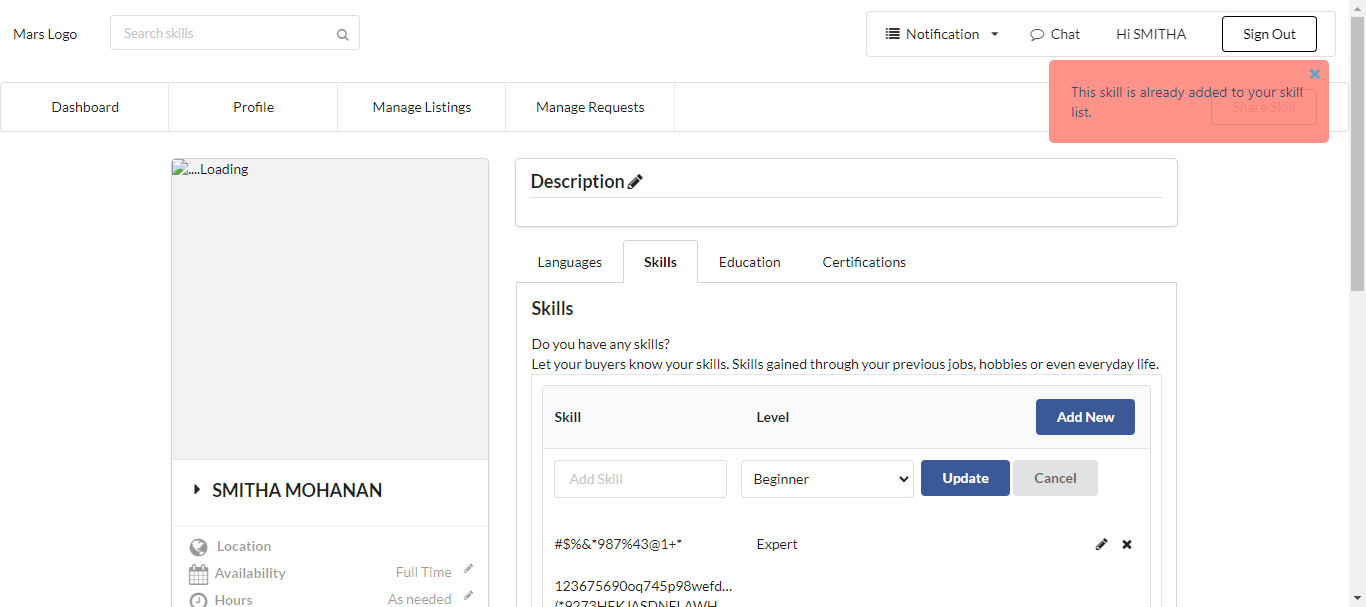 Mars Logo
Search skills
Notification
Chat
Hi SMITHA
Sign Out
This skill is already added to your skill
list.
Share Skill
Dashboard
Profile
Manage Listings
Manage Requests
....Loading
Description
Languages
Skills
Education
Certifications
Skills
Do you have any skills?
Let your buyers know your skills. Skills gained through your previous jobs, hobbies or even everyday life.
Skill
Level
Add New
Add Skill
Beginner
Update
Cancel
SMITHA MOHANAN
#$%&*987%43@1+*
Expert
Location
Availability
Full Time
123675690oq745p98wefd...
Hours
As needed